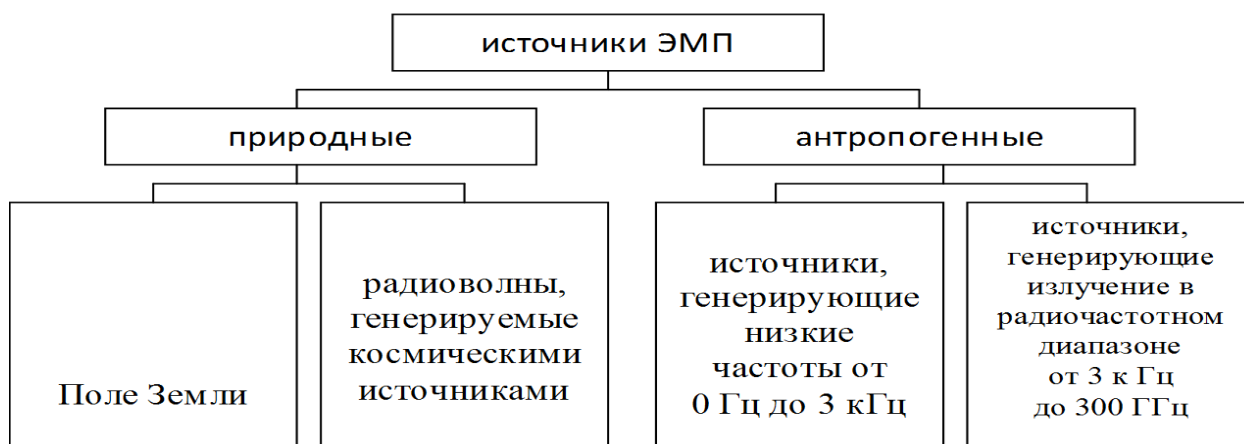 источники ЭМП
природные
антропогенные
Поле Земли
радиоволны,
генерируемые
космическими
источниками
источники,
генерирующие
низкие
частоты от
0 Гц до 3 кГц
источники,
генерирующие
излучение в
радиочастотном
диапазоне
от 3 к Гц
до 300 ГГц